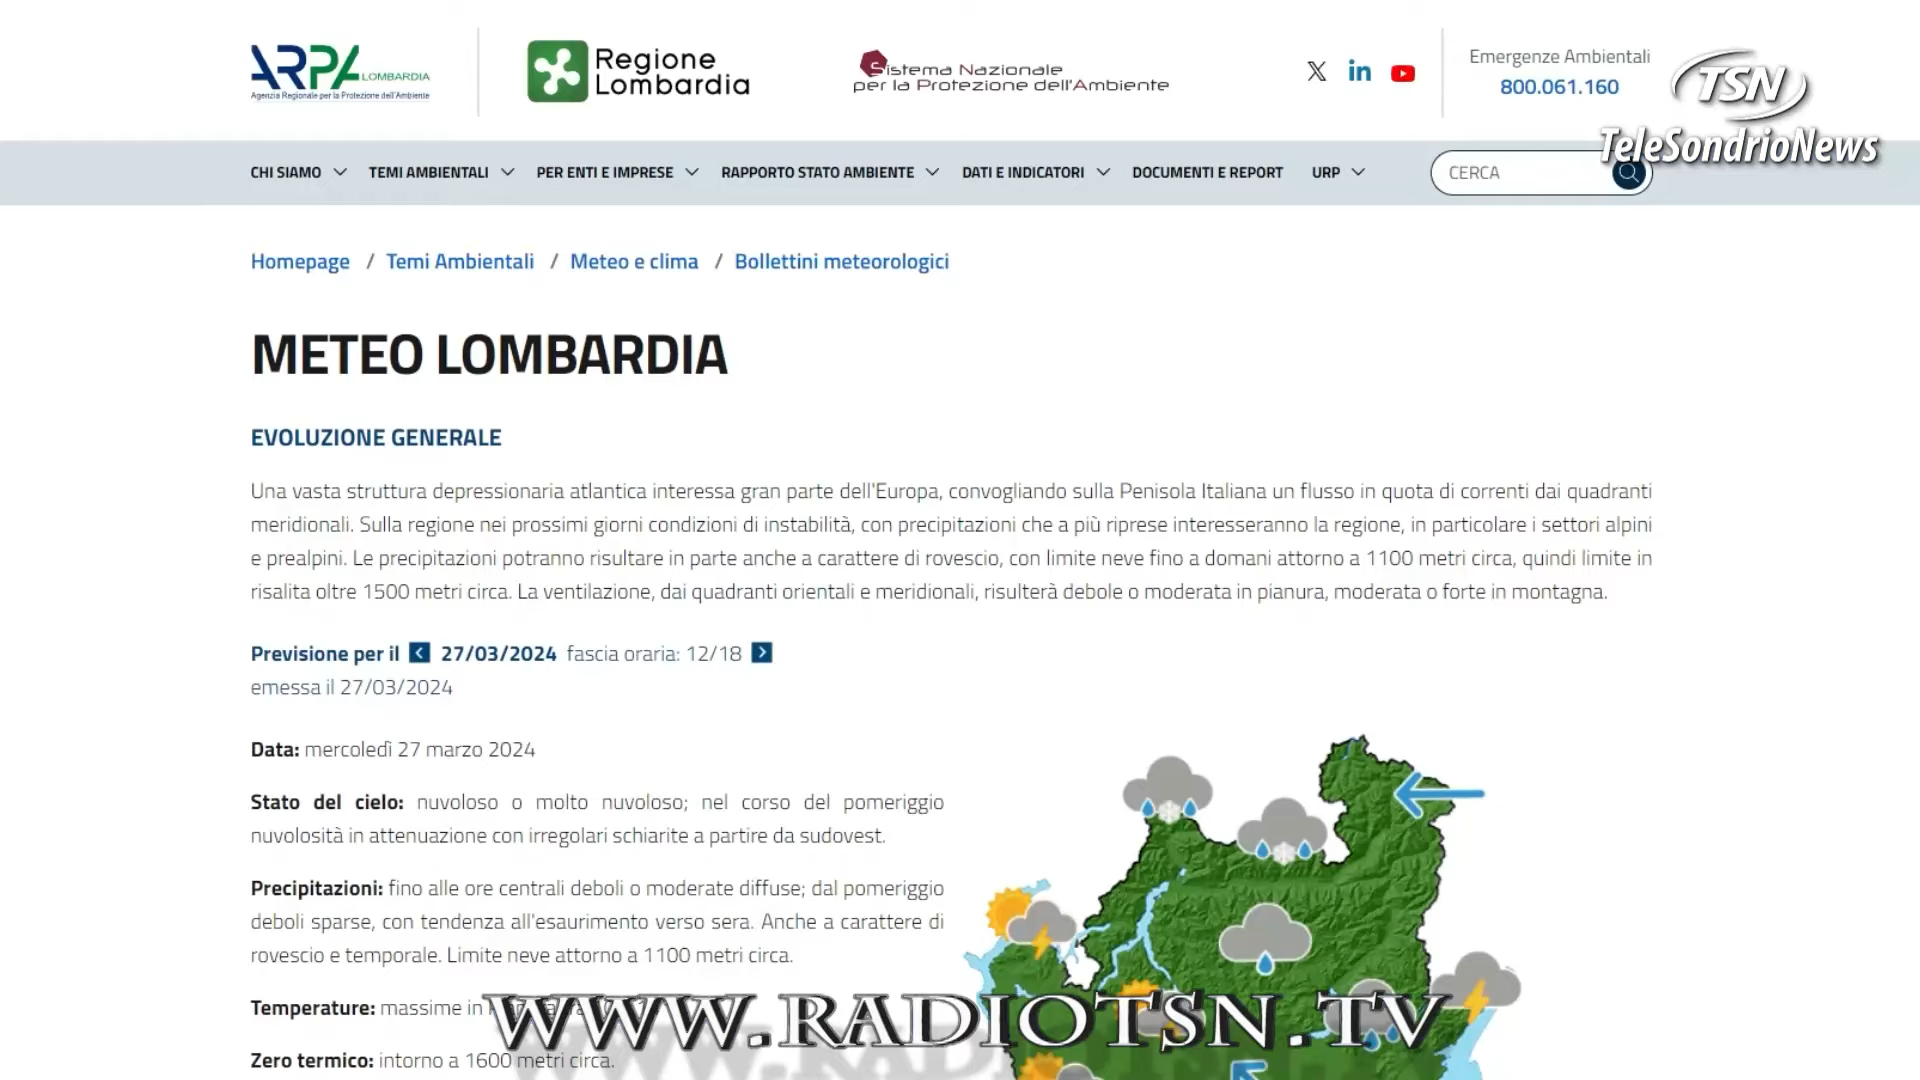 ARPA LOMBARDIA
Agenzia Regionale per la Protezione dell'Ambiente
Regione
Lombardia
Sistema Nazionale
per la Protezione dell'Ambiente
Emergenze Ambientali
800.061.160
TSN
TeleSondrioNews
CHI SIAMO TEMI AMBIENTALI PER ENTI E IMPRESE RAPPORTO STATO AMBIENTE DATI E INDICATORI DOCUMENTI E REPORT URP CERCA
Homepage / Temi Ambientali / Meteo e clima / Bollettini meteorologici
METEO LOMBARDIA
EVOLUZIONE GENERALE
Una vasta struttura depressionaria atlantica interessa gran parte dell'Europa, convogliando sulla Penisola Italiana un flusso in quota di correnti dai quadranti
meridionali. Sulla regione nei prossimi giorni condizioni di instabilità, con precipitazioni che a più riprese interesseranno la regione, in particolare i settori alpini
e prealpini. Le precipitazioni potranno risultare in parte anche a carattere di rovescio, con limite neve fino a domani attorno a 1100 metri circa, quindi limite in
risalita oltre 1500 metri circa. La ventilazione, dai quadranti orientali e meridionali, risulterà debole o moderata in pianura, moderata o forte in montagna.
Previsione per il 27/03/2024 fascia oraria: 12/18
emessa il 27/03/2024
Data: mercoledì 27 marzo 2024
Stato del cielo: nuvoloso o molto nuvoloso; nel corso del pomeriggio
nuvolosità in attenuazione con irregolari schiarite a partire da sudovest.
Precipitazioni: fino alle ore centrali deboli o moderate diffuse; dal pomeriggio
deboli sparse, con tendenza all'esaurimento verso sera. Anche a carattere di
rovescio e temporale. Limite neve attorno a 1100 metri circa.
Temperature: massime in
WWW.RADIOTSN.TV
Zero termico: intorno a 1600 metri circa.